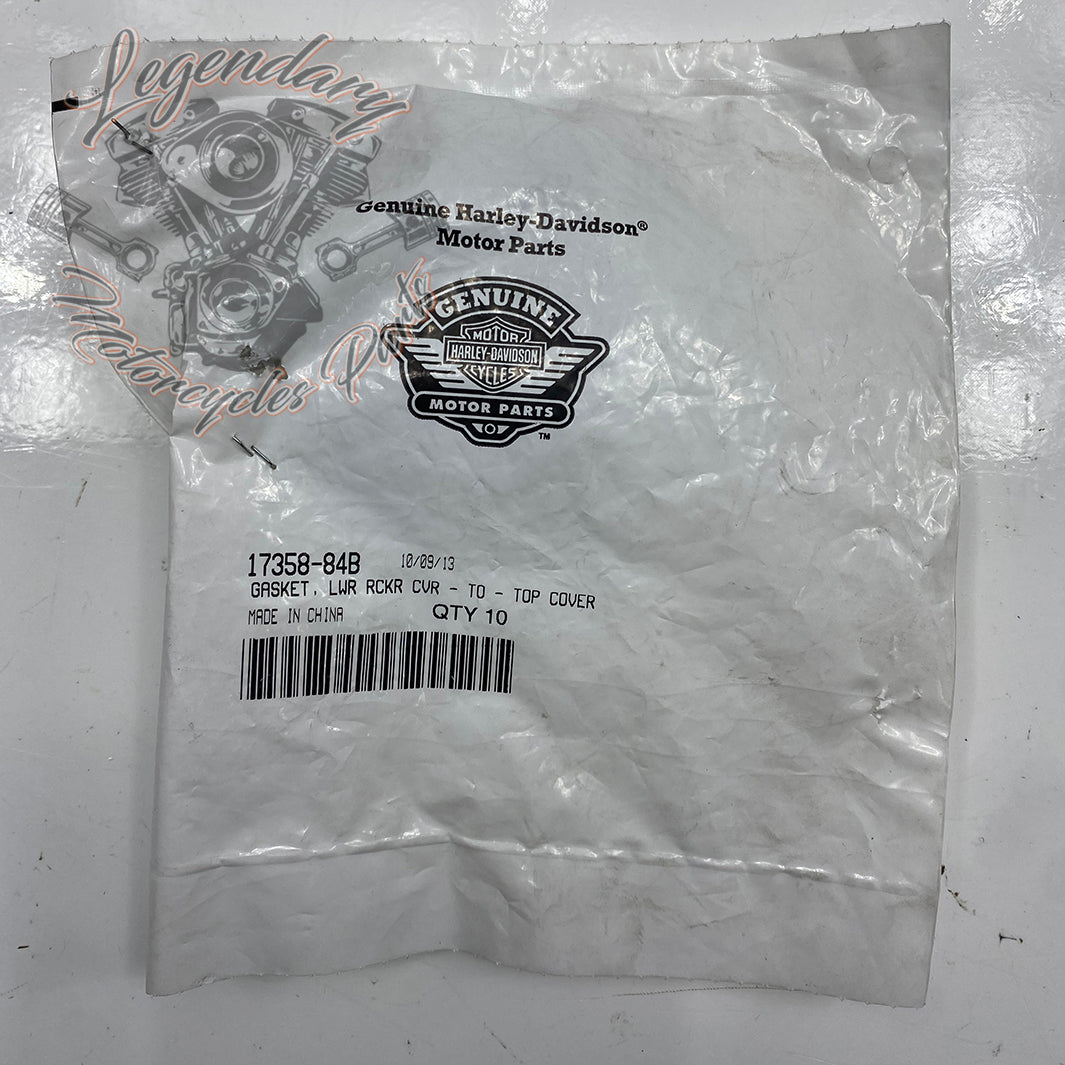 Legendary
Motorcycles Parts
Genuine Harley-Davidson®
Motor Parts
GENUINE
MOTOR
HARLEY-DAVIDSON
CYCLES
MOTOR PARTS
TM
17358-84B 10/09/13
GASKET, LWR RCKR CVR - TO - TOP COVER
MADE IN CHINA QTY 10